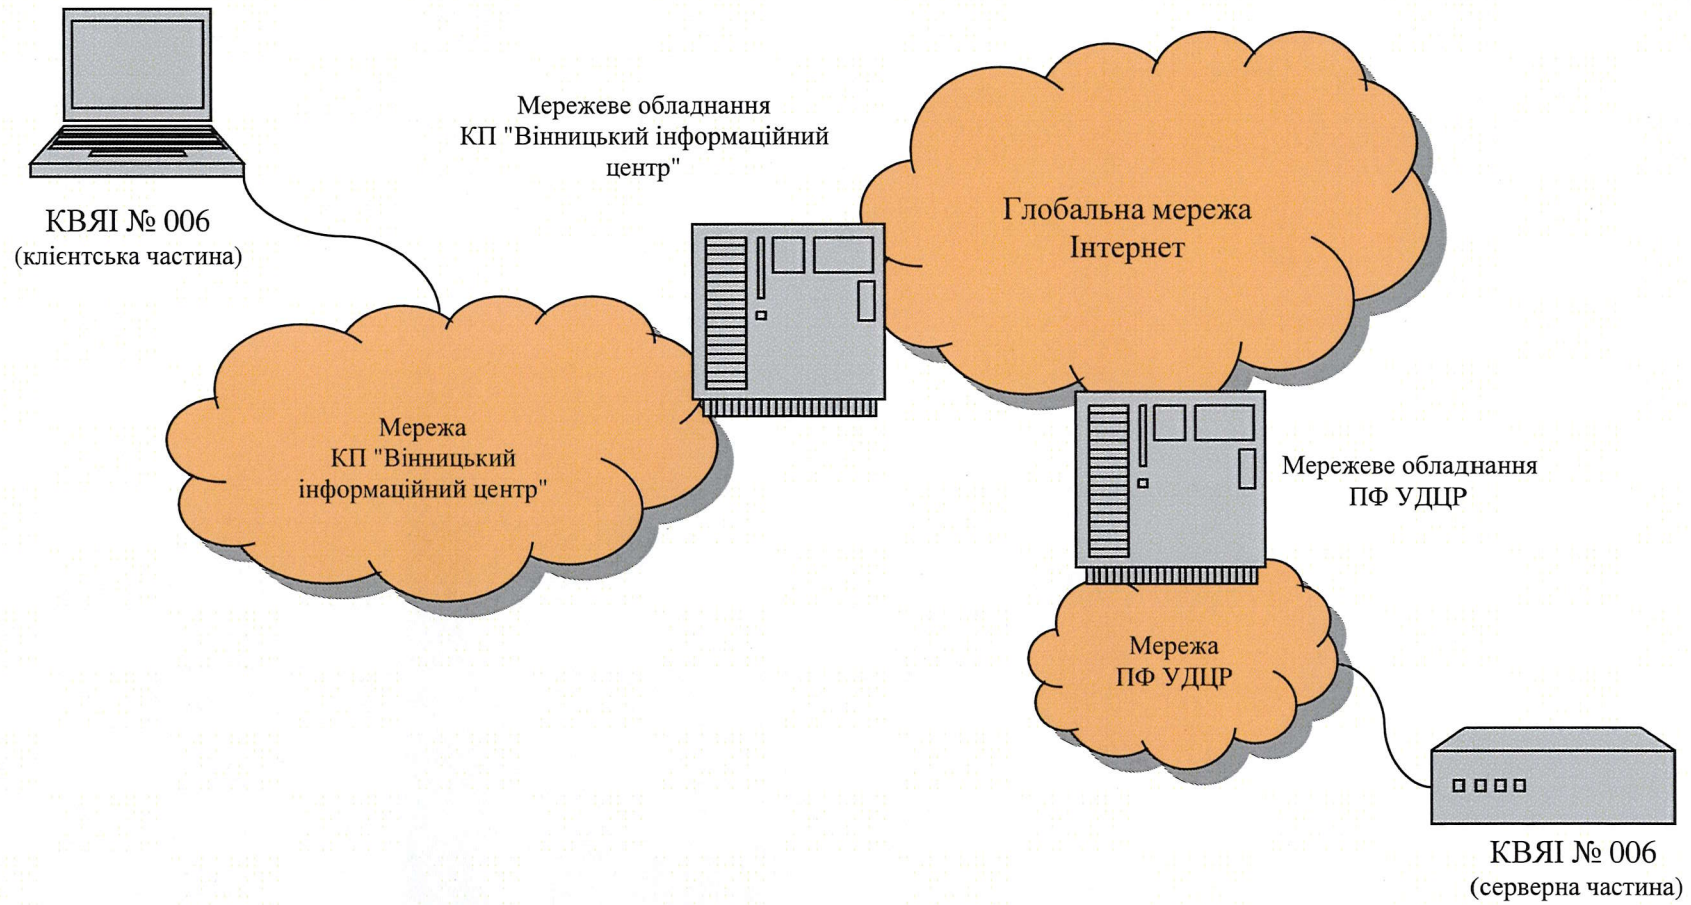 Мережеве обладнання
КП "Вінницький інформаційний
центр"
КВЯІ № 006
(клієнтська частина)
Глобальна мережа
Інтернет
Мережа
КП "Вінницький
інформаційний центр"
Мережеве обладнання
ПФ УДЦР
Мережа
ПФ УДЦР
КВЯІ № 006
(серверна частина)